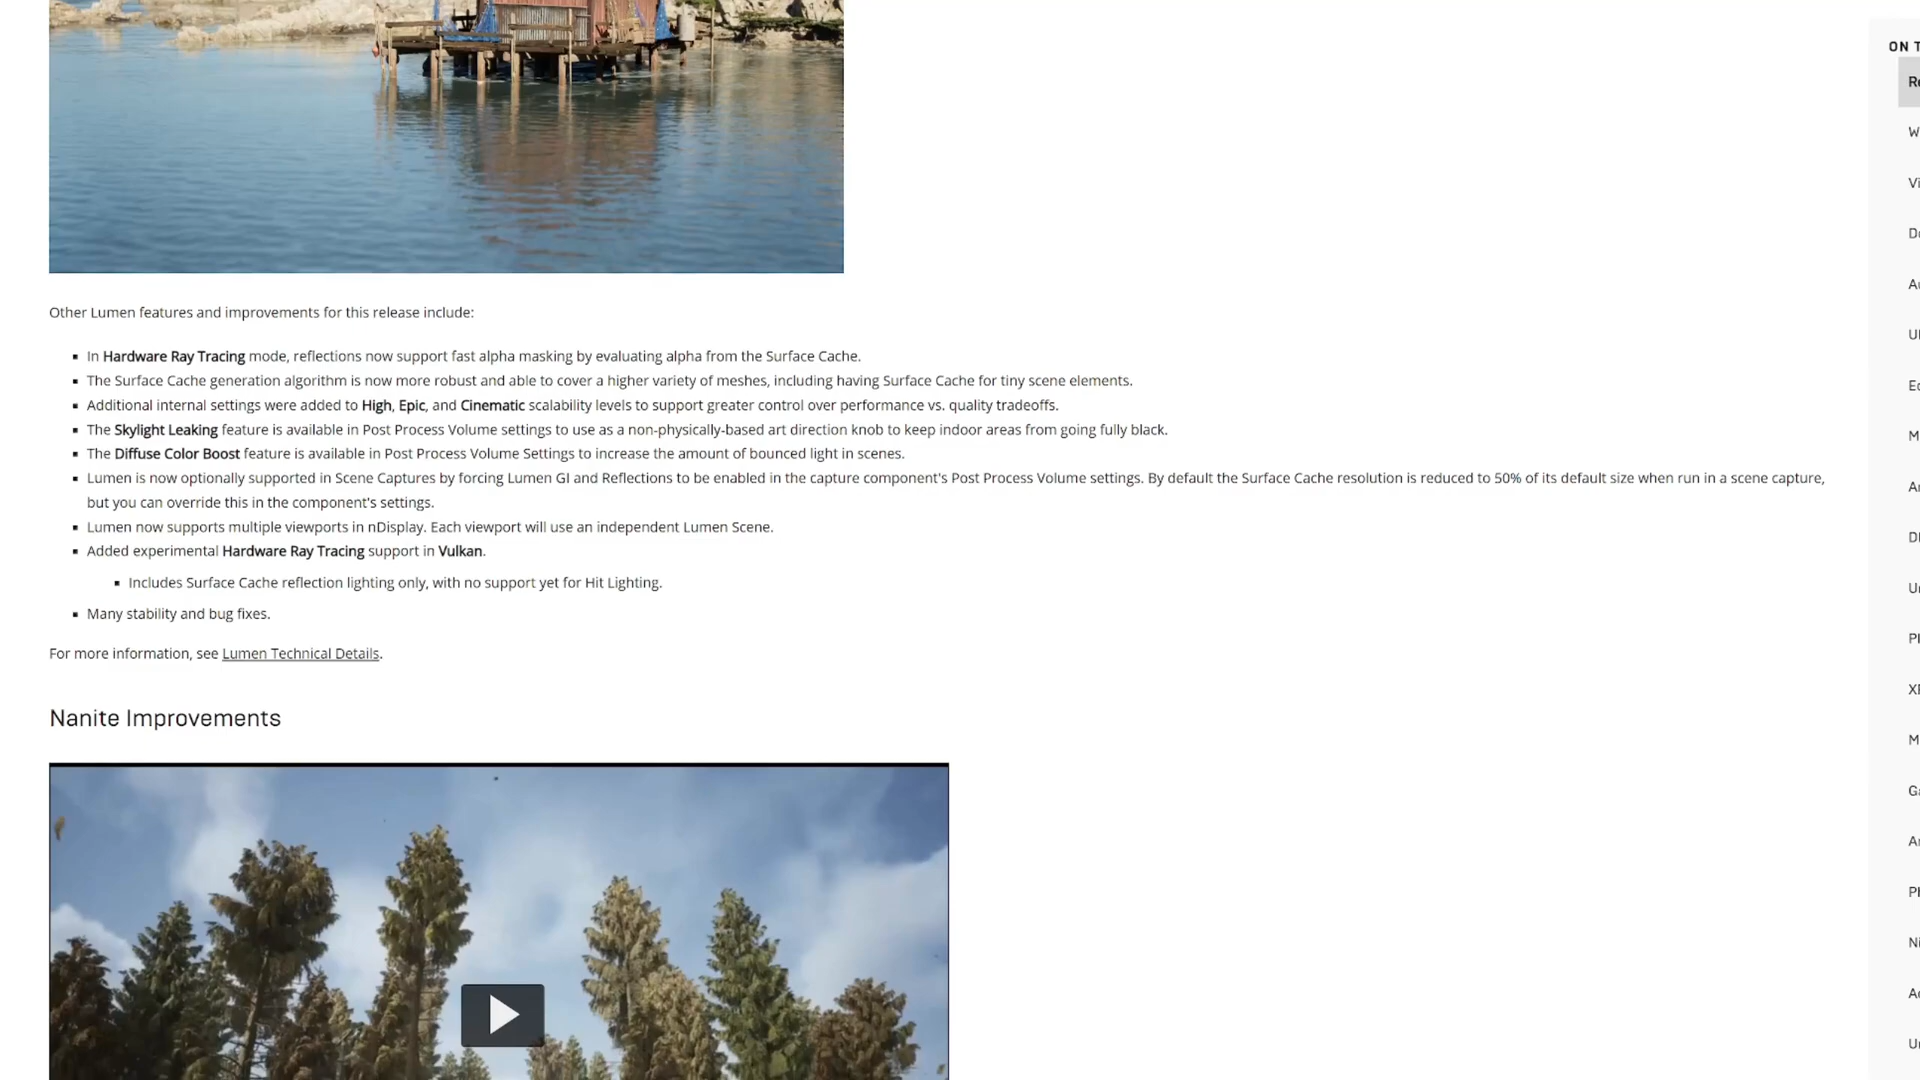 Other Lumen features and improvements for this release include:
In Hardware Ray Tracing mode, reflections now support fast alpha masking by evaluating alpha from the Surface Cache.
The Surface Cache generation algorithm is now more robust and able to cover a higher variety of meshes, including having Surface Cache for tiny scene elements.
Additional internal settings were added to High, Epic, and Cinematic scalability levels to support greater control over performance vs. quality tradeoffs.
The Skylight Leaking feature is available in Post Process Volume settings to use as a non-physically-based art direction knob to keep indoor areas from going fully black.
The Diffuse Color Boost feature is available in Post Process Volume Settings to increase the amount of bounced light in scenes.
Lumen is now optionally supported in Scene Captures by forcing Lumen GI and Reflections to be enabled in the capture component's Post Process Volume settings. By default the Surface Cache resolution is reduced to 50% of its default size when run in a scene capture,
but you can override this in the component's settings.
Lumen now supports multiple viewports in nDisplay. Each viewport will use an independent Lumen Scene.
Added experimental Hardware Ray Tracing support in Vulkan.
Includes Surface Cache reflection lighting only, with no support yet for Hit Lighting.
Many stability and bug fixes.
For more information, see Lumen Technical Details.
Nanite Improvements
ON